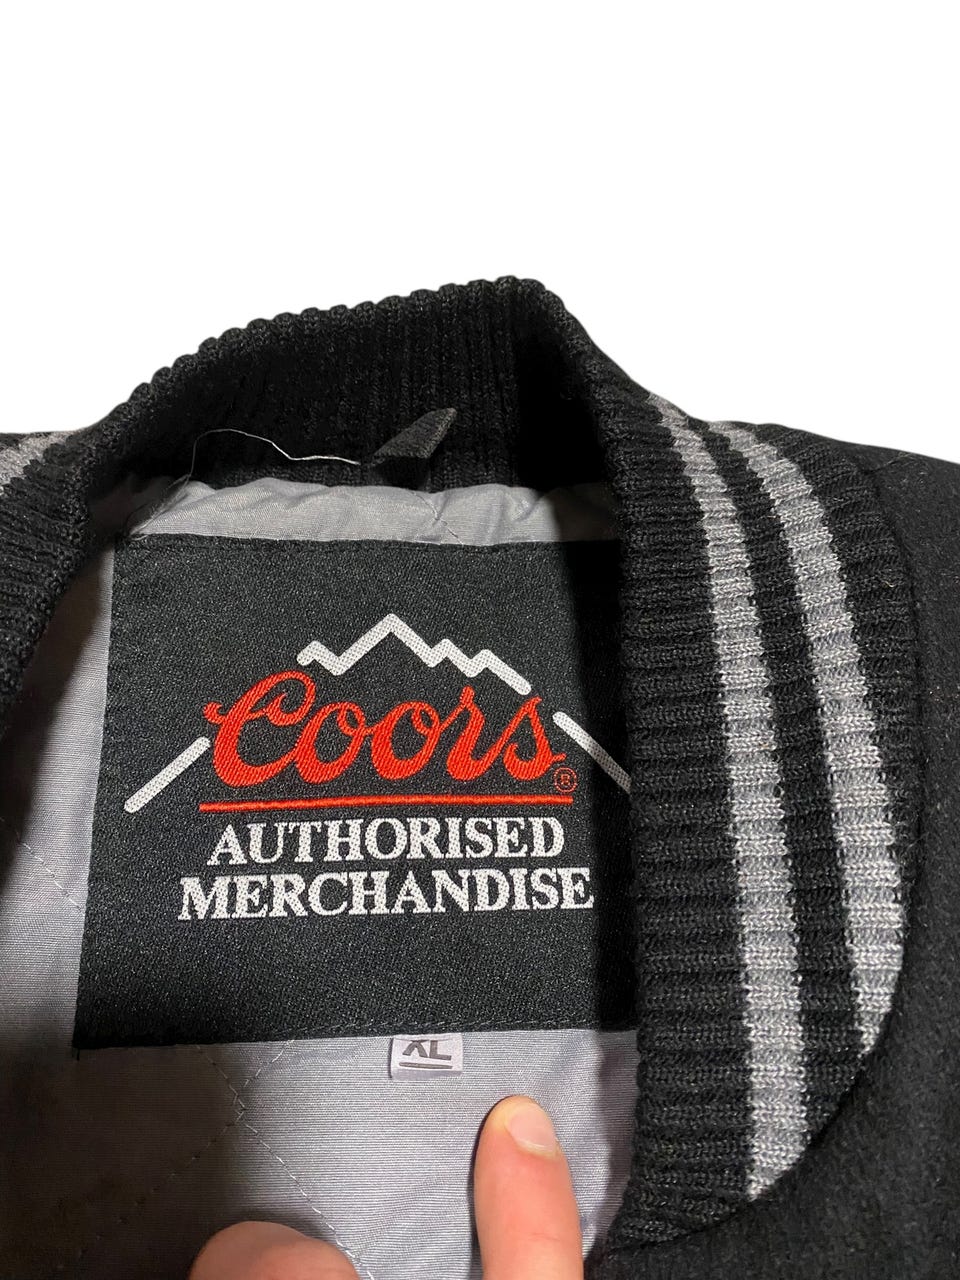 Coors®
AUTHORISED
MERCHANDISE
XL